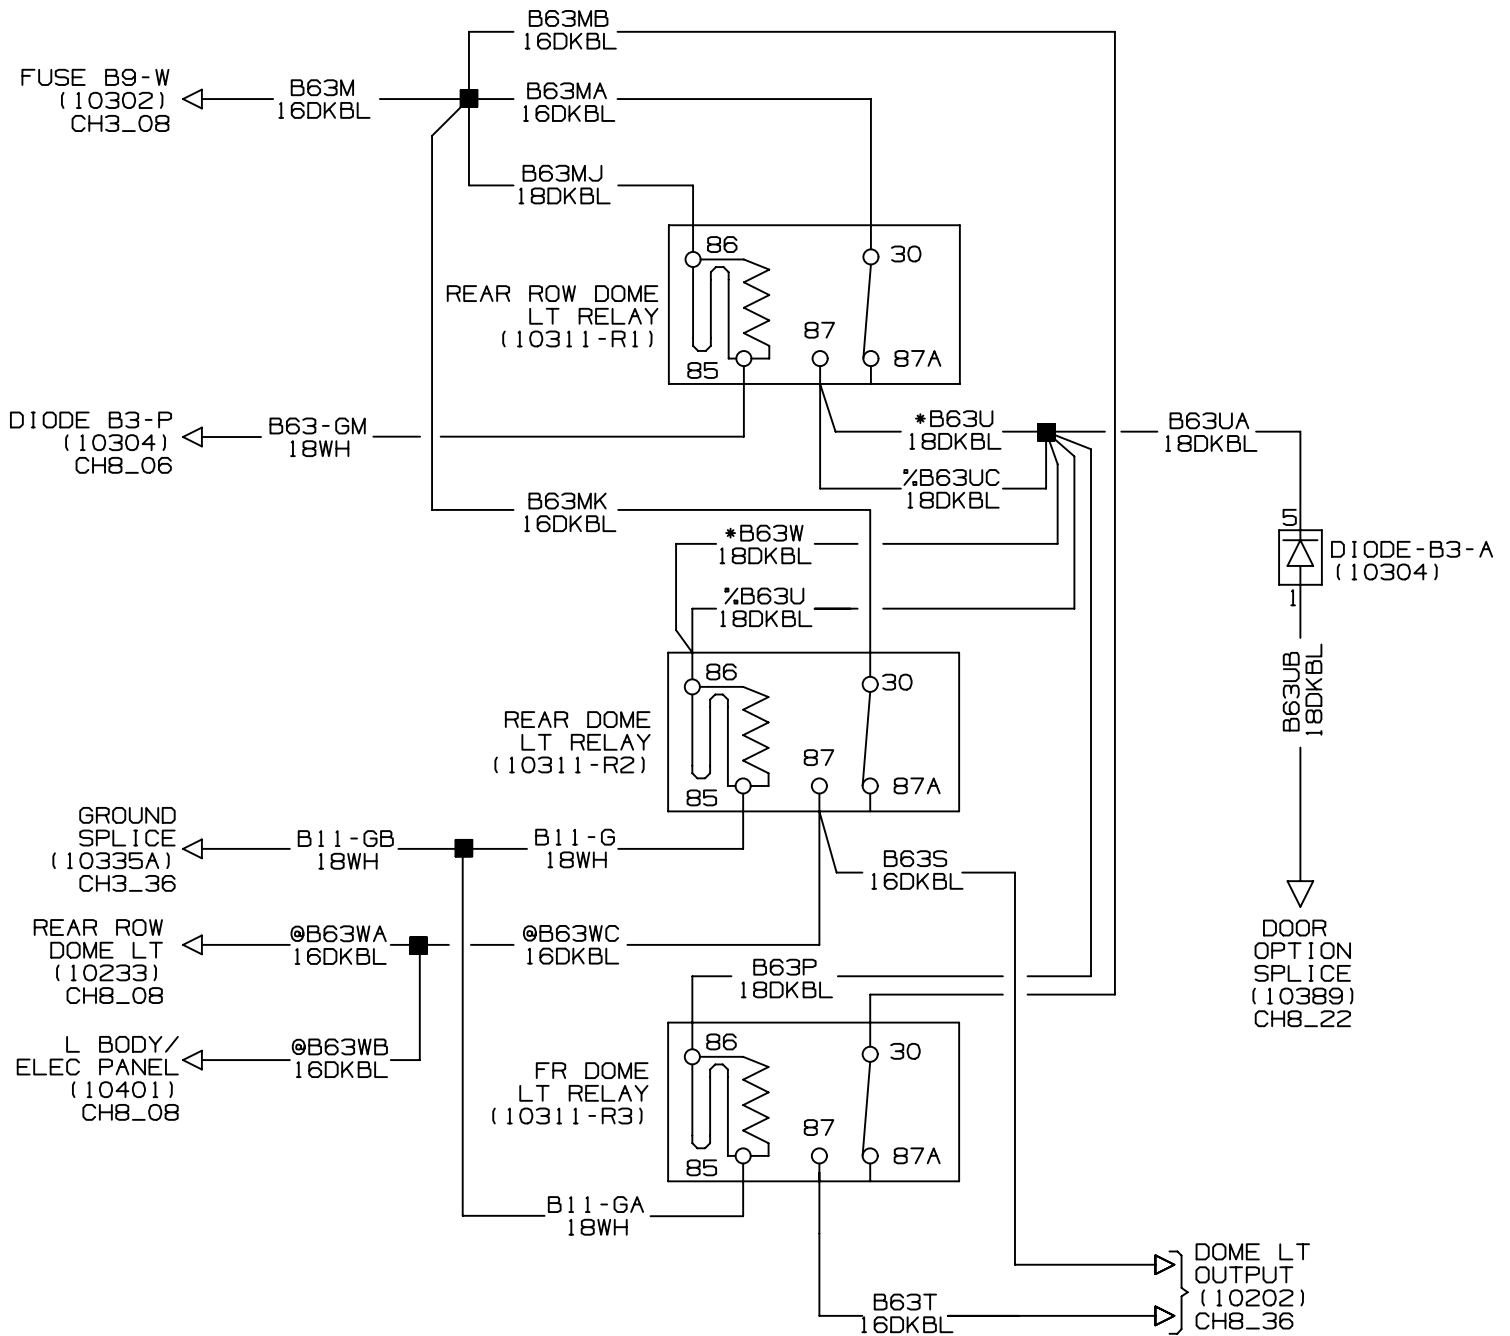 B63MB
16DKBL
FUSE B9-W
(10302)
CH3_08
B63M
16DKBL
B63MA
16DKBL
B63MJ
18DKBL
86
30
REAR ROW DOME
LT RELAY
(10311-R1)
87
85
87A
DIODE B3-P
(10304)
CH8_06
B63-GM
18WH
*B63U
18DKBL
B63UA
18DKBL
%B63UC
18DKBL
B63MK
16DKBL
*B63W
18DKBL
%B63U
18DKBL
5
DIODE-B3-A
(10304)
1
B63UB
18DKBL
86
30
REAR DOME
LT RELAY
(10311-R2)
87
85
87A
GROUND
SPLICE
(10335A)
CH3_36
B11-GB
18WH
B11-G
18WH
B63S
16DKBL
REAR ROW
DOME LT
(10233)
CH8_08
@B63WA
16DKBL
@B63WC
16DKBL
DOOR
OPTION
SPLICE
(10389)
CH8_22
B63P
18DKBL
L BODY/
ELEC PANEL
(10401)
CH8_08
@B63WB
16DKBL
86
30
FR DOME
LT RELAY
(10311-R3)
87
85
87A
B11-GA
18WH
B63T
16DKBL
DOME LT
OUTPUT
(10202)
CH8_36